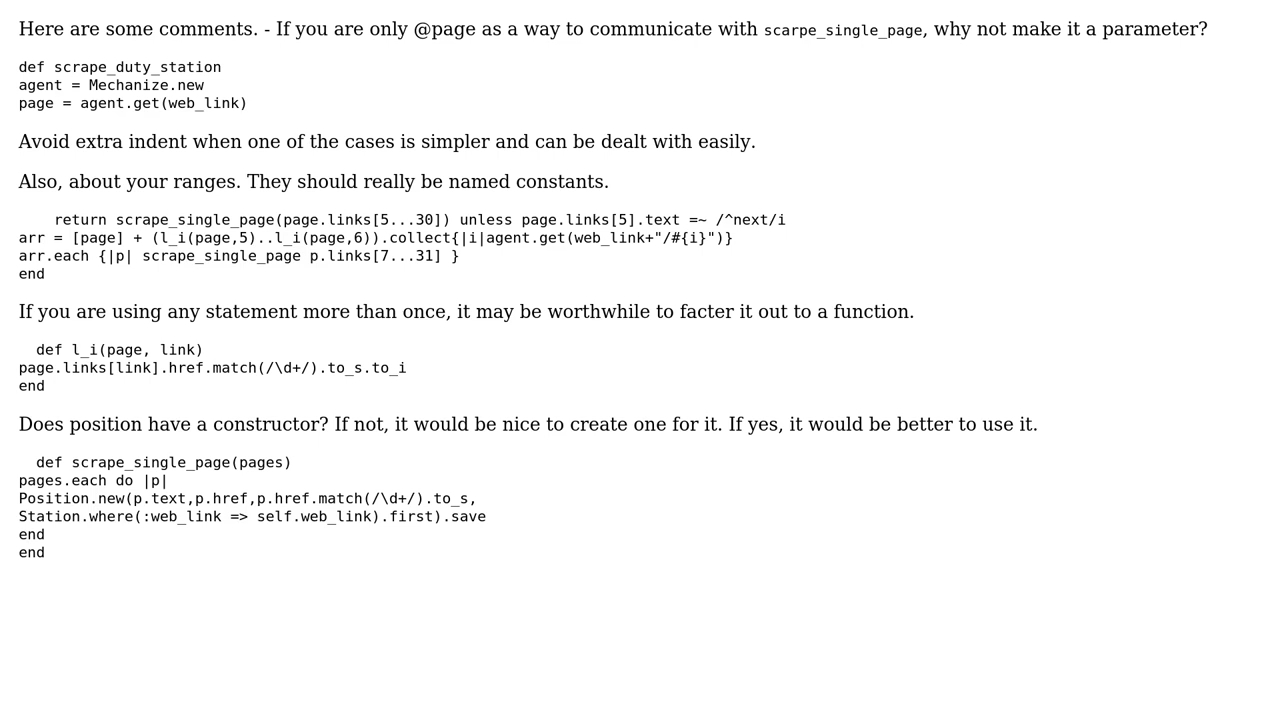 Here are some comments. - If you are only @page as a way to communicate with scarpe_single_page, why not make it a parameter?
def scrape_duty_station
agent = Mechanize.new
page = agent.get(web_link)
Avoid extra indent when one of the cases is simpler and can be dealt with easily.
Also, about your ranges. They should really be named constants.
    return scrape_single_page(page.links[5...30]) unless page.links[5].text =~ /^next/i
arr = [page] + (l_i(page,5)..l_i(page,6)).collect{|i|agent.get(web_link+"/#{i}")}
arr.each {|p| scrape_single_page p.links[7...31] }
end
If you are using any statement more than once, it may be worthwhile to facter it out to a function.
  def l_i(page, link)
page.links[link].href.match(/\d+/).to_s.to_i
end
Does position have a constructor? If not, it would be nice to create one for it. If yes, it would be better to use it.
  def scrape_single_page(pages)
pages.each do |p|
Position.new(p.text,p.href,p.href.match(/\d+/).to_s,
Station.where(:web_link => self.web_link).first).save
end
end